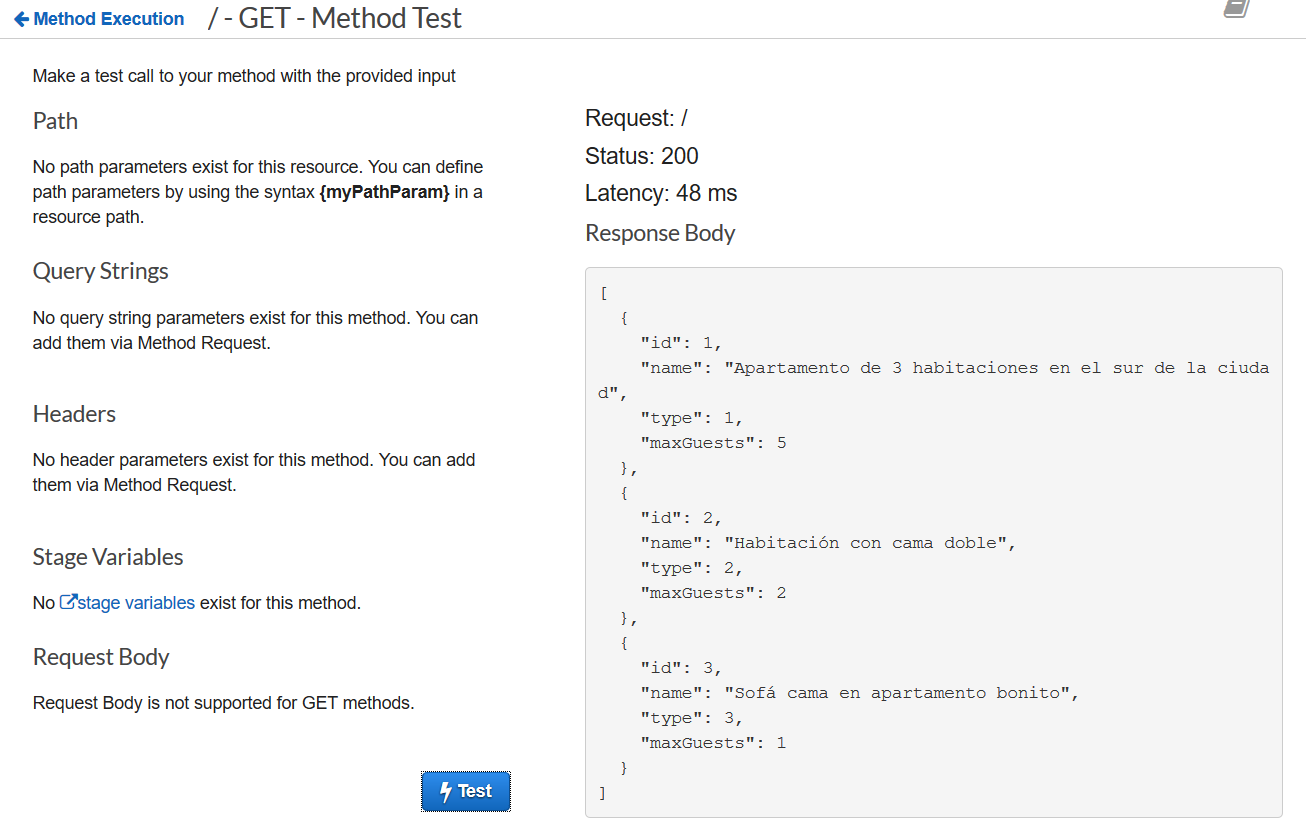 Method Execution / - GET - Method Test
Make a test call to your method with the provided input
Path
No path parameters exist for this resource. You can define
path parameters by using the syntax {myPathParam} in a
resource path.
Query Strings
No query string parameters exist for this method. You can
add them via Method Request.
Headers
No header parameters exist for this method. You can add
them via Method Request.
Stage Variables
No stage variables exist for this method.
Request Body
Request Body is not supported for GET methods.
Test
Request: /
Status: 200
Latency: 48 ms
Response Body
[
  {
    "id": 1,
    "name": "Apartamento de 3 habitaciones en el sur de la ciuda
d",
    "type": 1,
    "maxGuests": 5
  },
  {
    "id": 2,
    "name": "Habitación con cama doble",
    "type": 2,
    "maxGuests": 2
  },
  {
    "id": 3,
    "name": "Sofá cama en apartamento bonito",
    "type": 3,
    "maxGuests": 1
  }
]